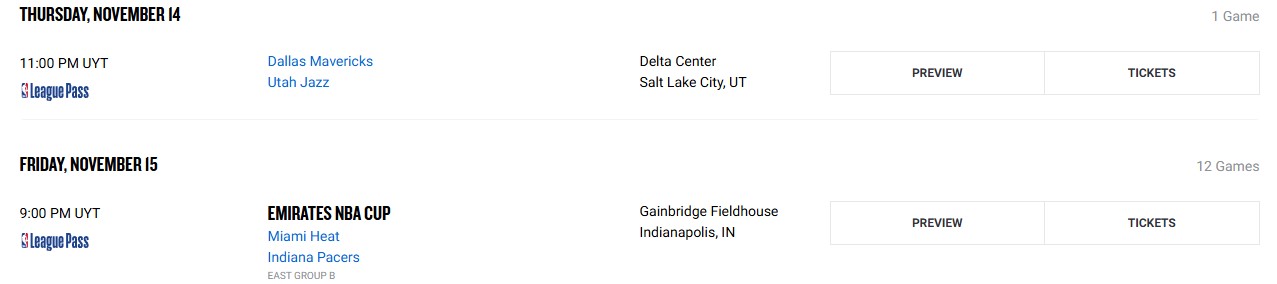 THURSDAY, NOVEMBER 14
1 Game
11:00 PM UYT
League Pass
Dallas Mavericks
Utah Jazz
Delta Center
Salt Lake City, UT
PREVIEW
TICKETS
FRIDAY, NOVEMBER 15
12 Games
9:00 PM UYT
League Pass
EMIRATES NBA CUP
Miami Heat
Indiana Pacers
EAST GROUP B
Gainbridge Fieldhouse
Indianapolis, IN
PREVIEW
TICKETS